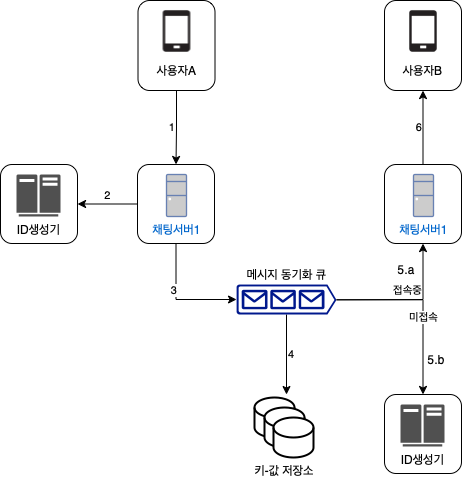 사용자A
사용자B
1
6
2
ID생성기
채팅서버1
채팅서버1
3
메시지 동기화 큐
5.a
접속중
미접속
4
5.b
키-값 저장소
ID생성기